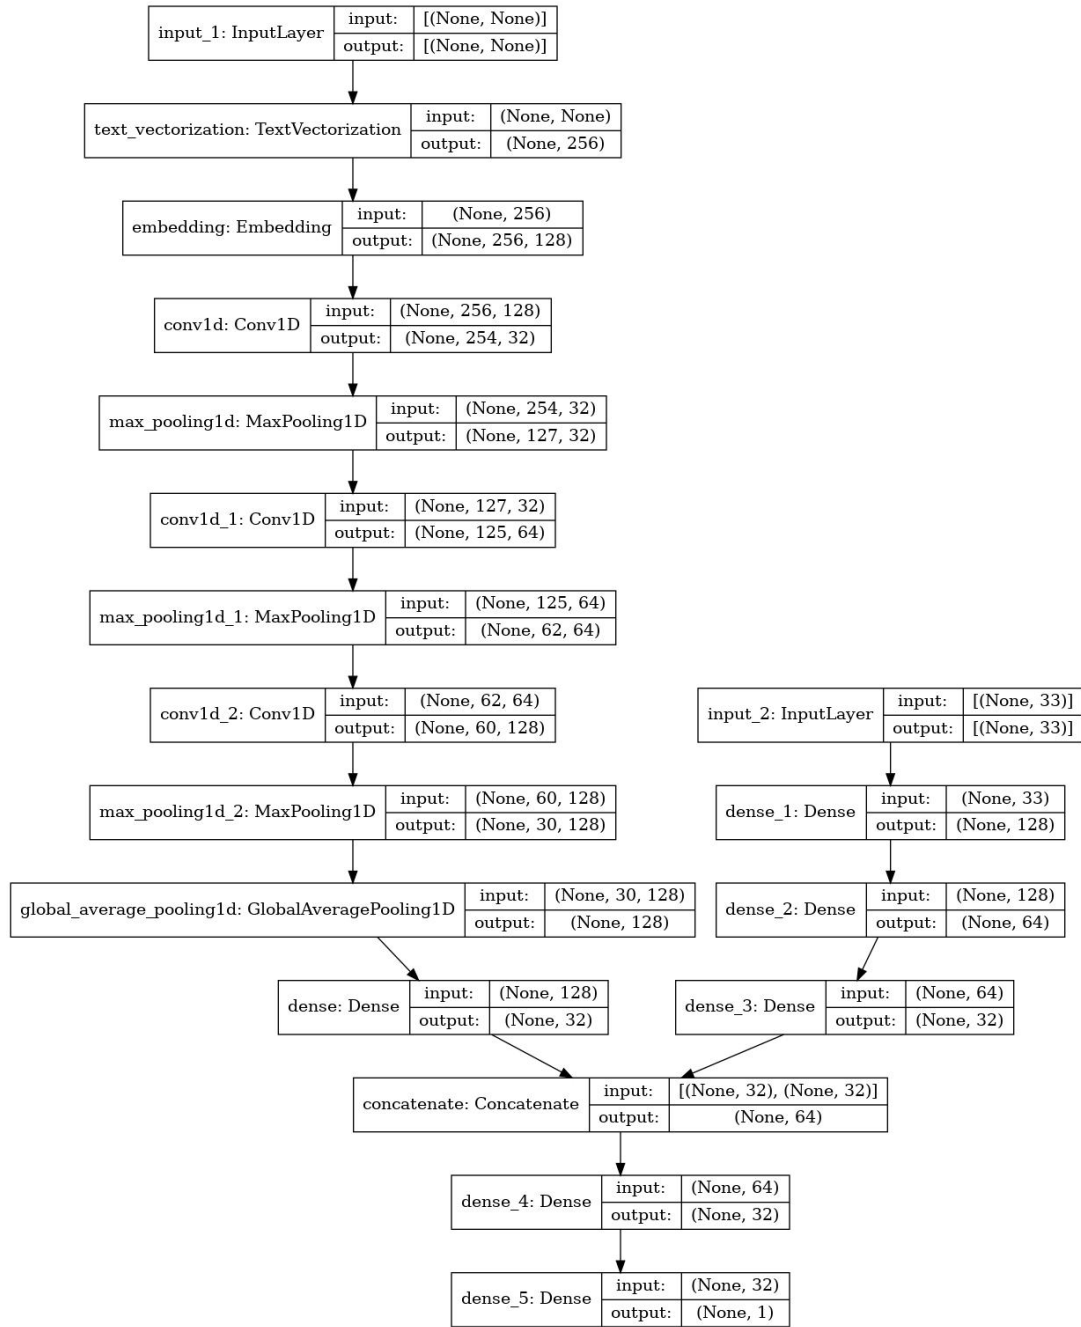 input_1: InputLayer
input: [(None, None)]
output: [(None, None)]
text_vectorization: TextVectorization
input: (None, None)
output: (None, 256)
embedding: Embedding
input: (None, 256)
output: (None, 256, 128)
conv1d: Conv1D
input: (None, 256, 128)
output: (None, 254, 32)
max_pooling1d: MaxPooling1D
input: (None, 254, 32)
output: (None, 127, 32)
conv1d_1: Conv1D
input: (None, 127, 32)
output: (None, 125, 64)
max_pooling1d_1: MaxPooling1D
input: (None, 125, 64)
output: (None, 62, 64)
conv1d_2: Conv1D
input: (None, 62, 64)
output: (None, 60, 128)
input_2: InputLayer
input: [(None, 33)]
output: [(None, 33)]
max_pooling1d_2: MaxPooling1D
input: (None, 60, 128)
output: (None, 30, 128)
dense_1: Dense
input: (None, 33)
output: (None, 128)
global_average_pooling1d: GlobalAveragePooling1D
input: (None, 30, 128)
output: (None, 128)
dense_2: Dense
input: (None, 128)
output: (None, 64)
dense: Dense
input: (None, 128)
output: (None, 32)
dense_3: Dense
input: (None, 64)
output: (None, 32)
concatenate: Concatenate
input: [(None, 32), (None, 32)]
output: (None, 64)
dense_4: Dense
input: (None, 64)
output: (None, 32)
dense_5: Dense
input: (None, 32)
output: (None, 1)